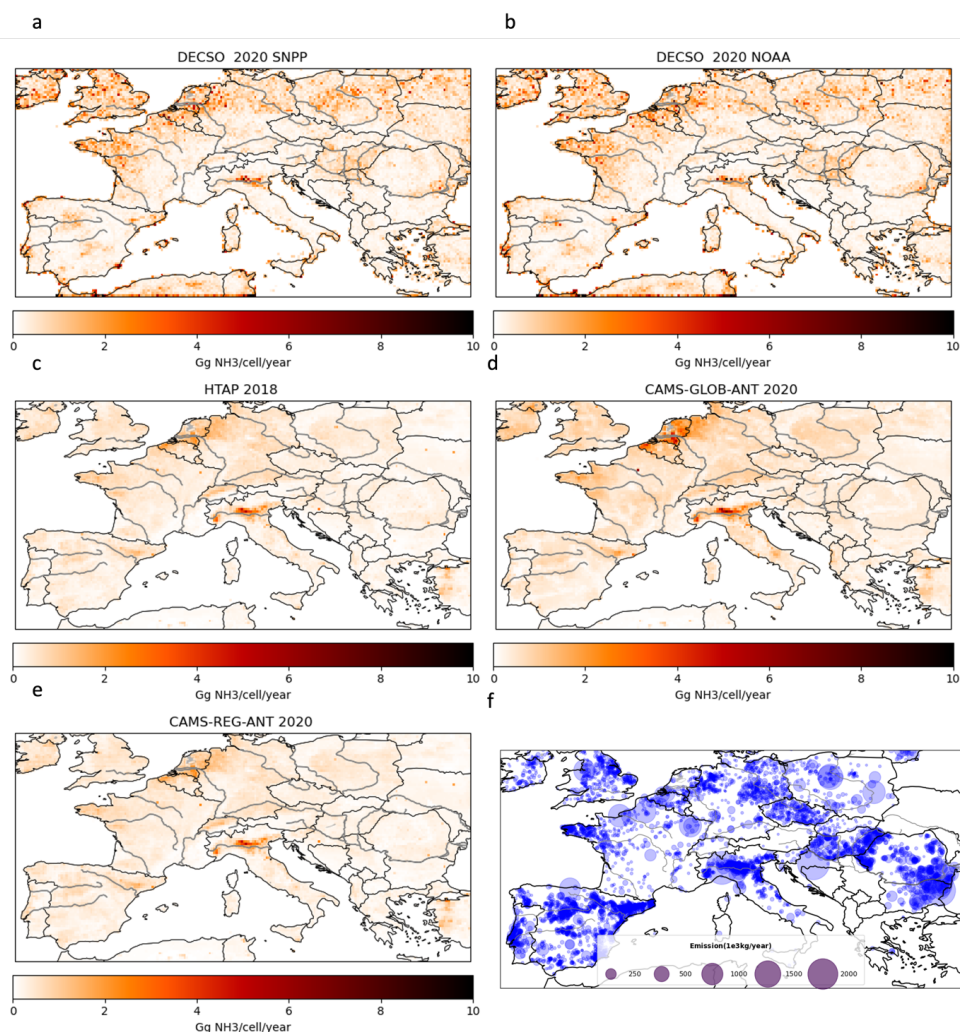 a
b
DECSO 2020 SNPP
DECSO 2020 NOAA
0 2 4 6 8 10
Gg NH3/cell/year
0 2 4 6 8 10
Gg NH3/cell/year
c
d
HTAP 2018
CAMS-GLOB-ANT 2020
0 2 4 6 8 10
Gg NH3/cell/year
0 2 4 6 8 10
Gg NH3/cell/year
e
f
CAMS-REG-ANT 2020
Emission(1e3kg/year)
250 500 1000 1500 2000
0 2 4 6 8 10
Gg NH3/cell/year